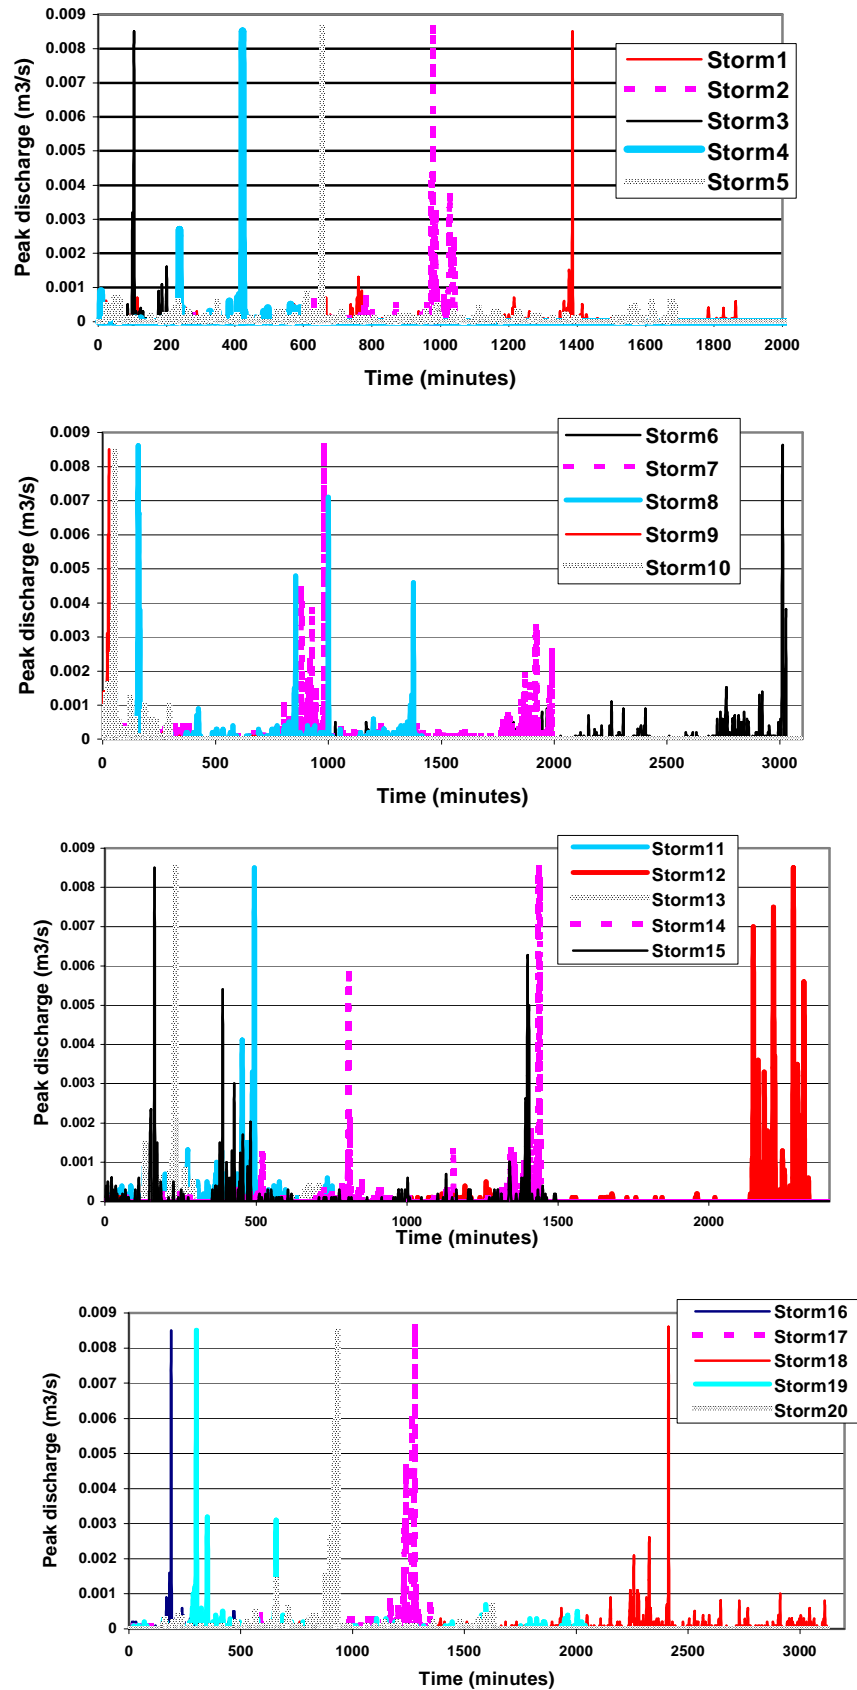 0.009
0.008
0.007
0.006
0.005
0.004
0.003
0.002
0.001
0
Peak discharge (m3/s)
Storm1
Storm2
Storm3
Storm4
Storm5
0 200 400 600 800 1000 1200 1400 1600 1800 2000
Time (minutes)
0.009
0.008
0.007
0.006
0.005
0.004
0.003
0.002
0.001
0
Peak discharge (m3/s)
Storm6
Storm7
Storm8
Storm9
Storm10
0 500 1000 1500 2000 2500 3000
Time (minutes)
0.009
0.008
0.007
0.006
0.005
0.004
0.003
0.002
0.001
0
Peak discharge (m3/s)
Storm11
Storm12
Storm13
Storm14
Storm15
0 500 1000 1500 2000
Time (minutes)
0.009
0.008
0.007
0.006
0.005
0.004
0.003
0.002
0.001
0
Peak discharge (m3/s)
Storm16
Storm17
Storm18
Storm19
Storm20
0 500 1000 1500 2000 2500 3000
Time (minutes)